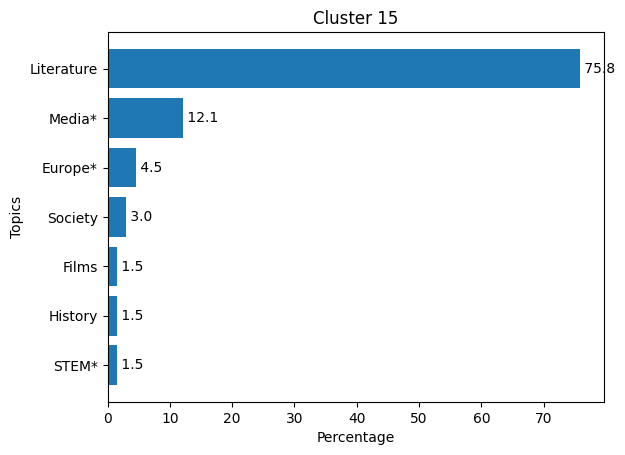 Cluster 15
Topics
Literature 75.8
Media* 12.1
Europe* 4.5
Society 3.0
Films 1.5
History 1.5
STEM* 1.5
0 10 20 30 40 50 60 70
Percentage